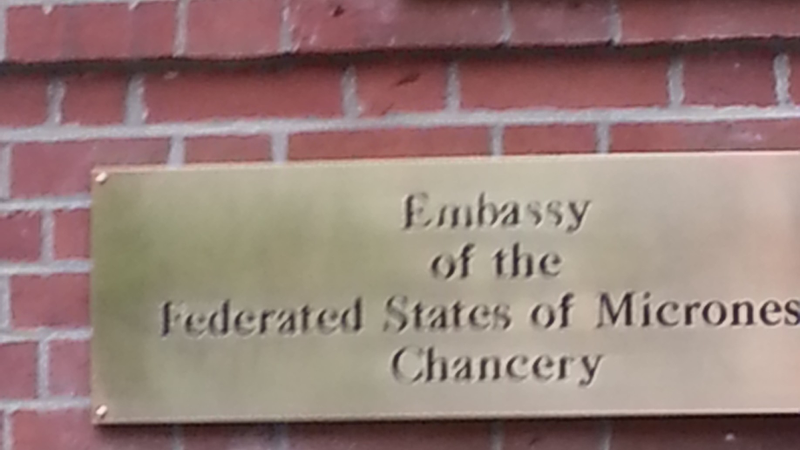 Embassy
of the
Federated States of Micrones
Chancery